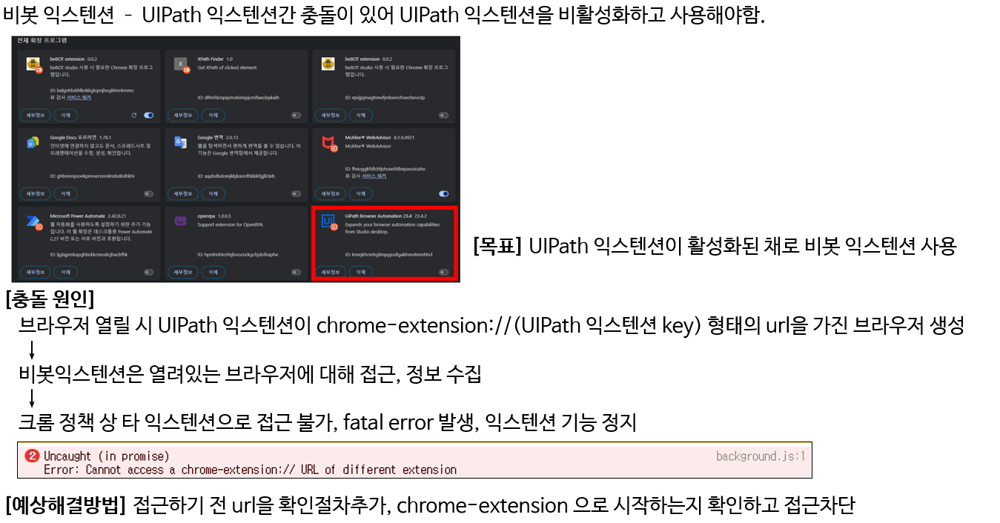 비봇 익스텐션 - UIPath 익스텐션간 충돌이 있어 UIPath 익스텐션을 비활성화하고 사용해야함.
전체 확장 프로그램
beBOT extension 0.0.2
beBOT studio 사용 시 필요한 Chrome 확장 프로그
램입니다.
ID: balgnhlokhlknkkglcpnjhogklmnkmmc
뷰 검사 서비스 워커
세부정보 삭제
XPath Finder 1.0
Get XPath of clicked element
ID: dlfmfdcnpipmobimipjcmlfaeobpkaih
세부정보 삭제
beBOT extension 0.0.2
beBOT studio 사용 시 필요한 Chrome 확장 프로그
램입니다.
ID: epijpjmaghmefjmbiencfoeofanoclp
세부정보 삭제
Google Docs 오프라인 1.78.1
인터넷에 연결하지 않고도 문서, 스프레드시트 및
프레젠테이션을 수정, 생성, 확인합니다.
ID: ghbmnnjooekpmoecnnnilnnbdlolhkhi
세부정보 삭제
Google 번역 2.0.13
웹을 탐색하면서 편하게 번역을 볼 수 있습니다. 이
기능은 Google 번역팀에서 제공합니다.
ID: aapbdbdomjkkjkaonfhkkikfgjllcleb
세부정보 삭제
McAfee® WebAdvisor 8.1.0.4921
McAfee® WebAdvisor
ID: fheoggkfdfchfphceeifdbepaooicaho
뷰 검사 서비스 워커
세부정보 삭제
Microsoft Power Automate 2.42.0.21
웹 자동화를 사용하도록 설정하기 위한 추가 기능
입니다. 이 웹 확장은 데스크톱용 Power Automate
2.27 버전 또는 이후 버전과 호환됩니다.
ID: ljglajjnnkapghbckkcmodicjhacbfhk
세부정보 삭제
openrpa 1.0.0.5
Support extension for OpenRPA
ID: hpnihnhlcnfejboocnckgchjdofeaphe
세부정보 삭제
UiPath Browser Automation 23.4 23.4.2
Expands your browser automation capabilities
from Studio desktop.
ID: kmejkhcmhgilmppjodlgaklnmdmmhhcl
세부정보 삭제
[목표] UIPath 익스텐션이 활성화된 채로 비봇 익스텐션 사용
[충돌 원인]
브라우저 열릴 시 UIPath 익스텐션이 chrome-extension://(UIPath 익스텐션 key) 형태의 url을 가진 브라우저 생성
↓
비봇익스텐션은 열려있는 브라우저에 대해 접근, 정보 수집
↓
크롬 정책 상 타 익스텐션으로 접근 불가, fatal error 발생, 익스텐션 기능 정지
2 Uncaught (in promise) background.js:1
Error: Cannot access a chrome-extension:// URL of different extension
[예상해결방법] 접근하기 전 url을 확인절차추가, chrome-extension 으로 시작하는지 확인하고 접근차단